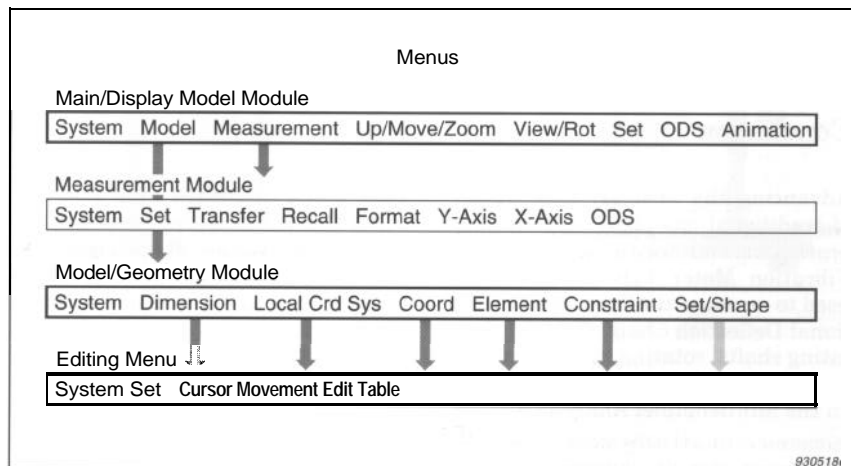 Menus
Main/Display Model Module
System Model Measurement Up/Move/Zoom View/Rot Set ODS Animation
Measurement Module
System Set Transfer Recall Format Y-Axis X-Axis ODS
Model/Geometry Module
System Dimension Local Crd Sys Coord Element Constraint Set/Shape
Editing Menu
System Set Cursor Movement Edit Table